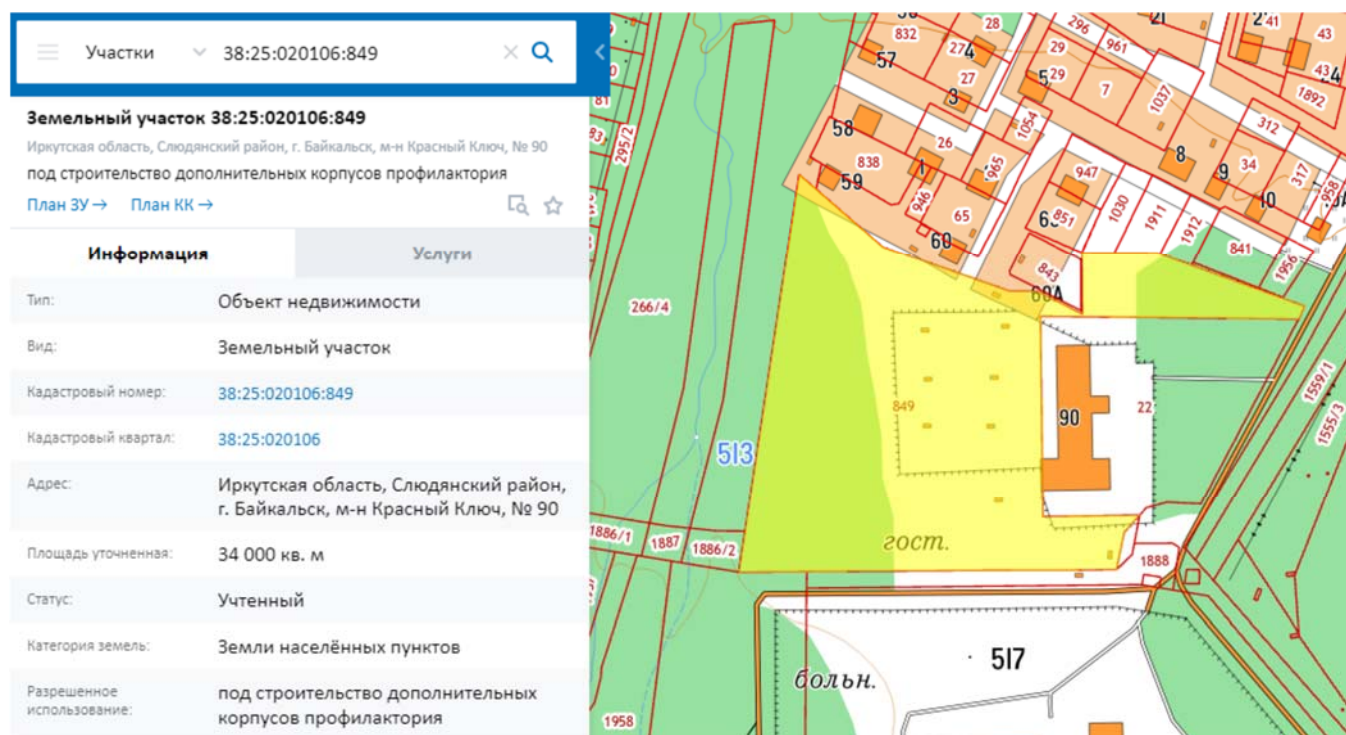 Участки
38:25:020106:849
Земельный участок 38:25:020106:849
Иркутская область, Слюдянский район, г. Байкальск, м-н Красный Ключ, № 90
под строительство дополнительных корпусов профилактория
План ЗУ → План КК →
Информация
Услуги
Тип:
Объект недвижимости
Вид:
Земельный участок
Кадастровый номер:
38:25:020106:849
Кадастровый квартал:
38:25:020106
Адрес:
Иркутская область, Слюдянский район,
г. Байкальск, м-н Красный Ключ, № 90
Площадь уточненная:
34 000 кв. м
Статус:
Учтенный
Категория земель:
Земли населённых пунктов
Разрешенное
использование:
под строительство дополнительных
корпусов профилактория
832
28
296
961
41
43
57
274
27
3
5
29
29
7
1037
43
1892
295/2
58
26
1054
965
312
838
59
1
946
65
60
947
851
1030
1911
1912
8
9
34
10
317
958
841
1956
843
60А
266/4
849
90
22
513
1559/1
1555/3
гост.
1886/1
1887
1886/2
1888
517
больн.
1958